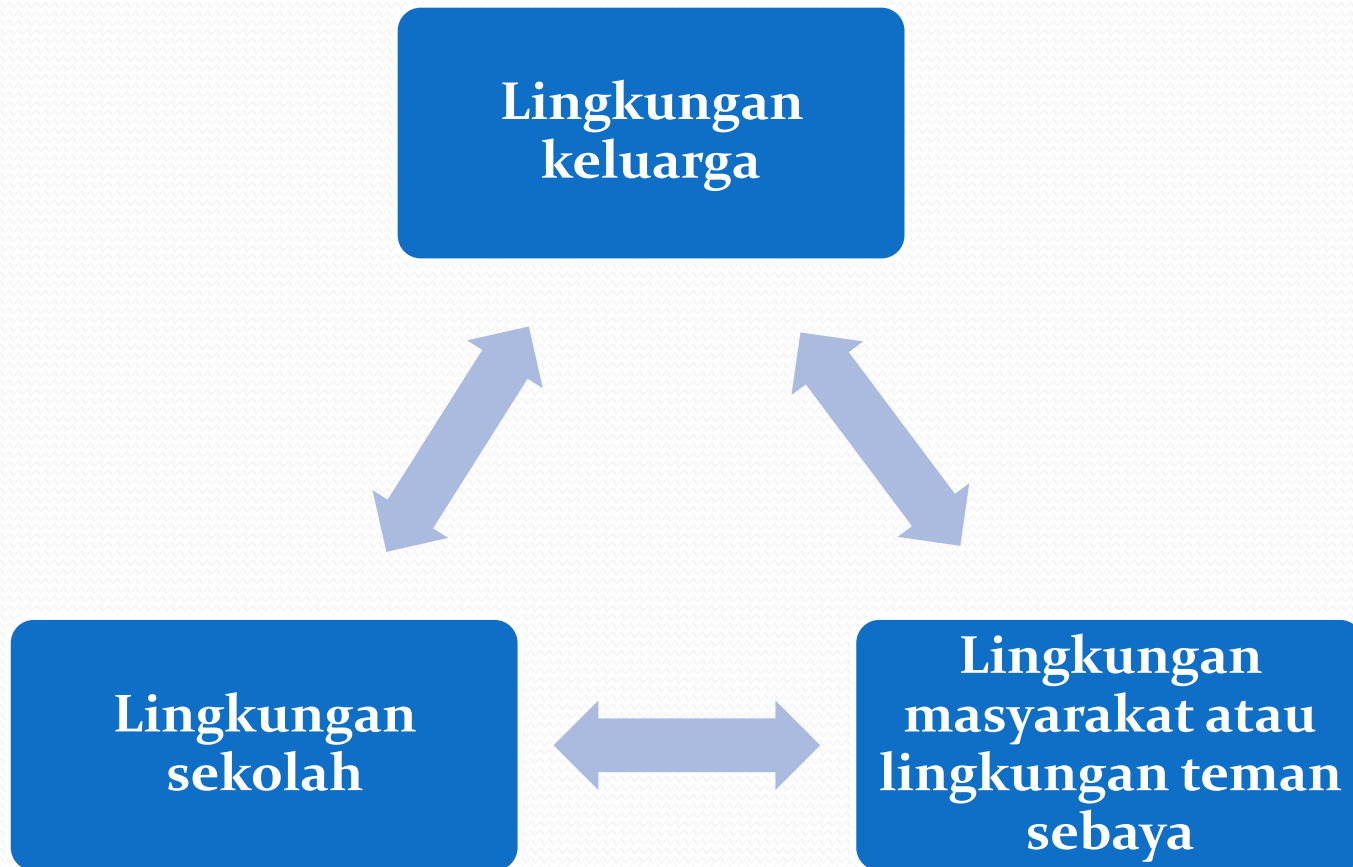 Lingkungan
keluarga
Lingkungan
sekolah
Lingkungan
masyarakat atau
lingkungan teman
sebaya